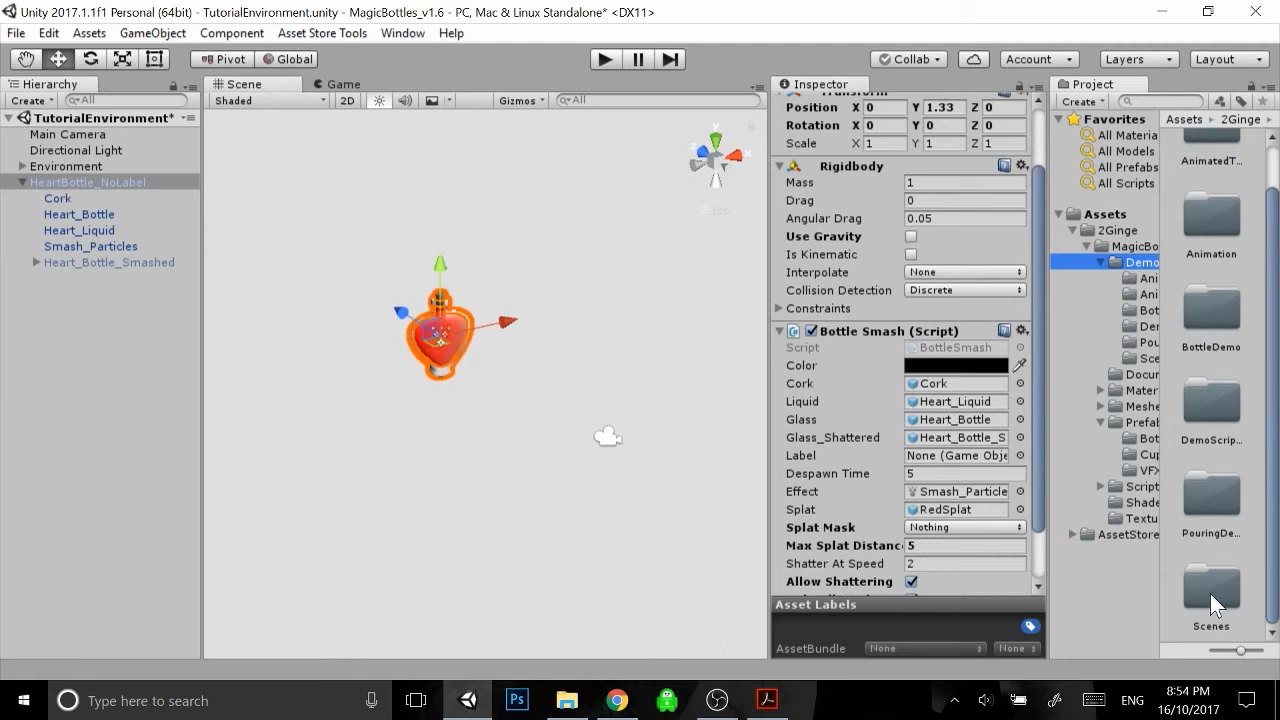 Unity 2017.1.1f1 Personal (64bit) - TutorialEnvironment.unity - MagicBottles_v1.6 - PC, Mac & Linux Standalone* <DX11>
File Edit Assets GameObject Component Asset Store Tools Window Help
Pivot Global Collab Account Layers Layout
Hierarchy Scene Game Inspector Project
Create All Shaded 2D Gizmos All Create
TutorialEnvironment*
Main Camera
Directional Light
Environment
HeartBottle_NoLabel
Cork
Heart_Bottle
Heart_Liquid
Smash_Particles
Heart_Bottle_Smashed
y
x
z
Iso
Transform
Position X 0 Y 1.33 Z 0
Rotation X 0 Y 0 Z 0
Scale X 1 Y 1 Z 1
Rigidbody
Mass 1
Drag 0
Angular Drag 0.05
Use Gravity
Is Kinematic
Interpolate None
Collision Detection Discrete
Constraints
Bottle Smash (Script)
Script BottleSmash
Color
Cork Cork
Liquid Heart_Liquid
Glass Heart_Bottle
Glass_Shattered Heart_Bottle_S
Label None (Game Obje
Despawn Time 5
Effect Smash_Particle
Splat RedSplat
Splat Mask Nothing
Max Splat Distanc 5
Shatter At Speed 2
Allow Shattering
Asset Labels
AssetBundle None None
Favorites
All Materia
All Models
All Prefabs
All Scripts
Assets
2Ginge
MagicBo
Demo
Ani
Ani
Bot
Der
Pou
Sce
Docur
Mater
Meshe
Prefab
Bot
Cup
VFX
Script
Shade
Textu
AssetStore
Assets 2Ginge
AnimatedT...
Animation
BottleDemo
DemoScrip...
PouringDe...
Scenes
Type here to search
ENG
8:54 PM
16/10/2017